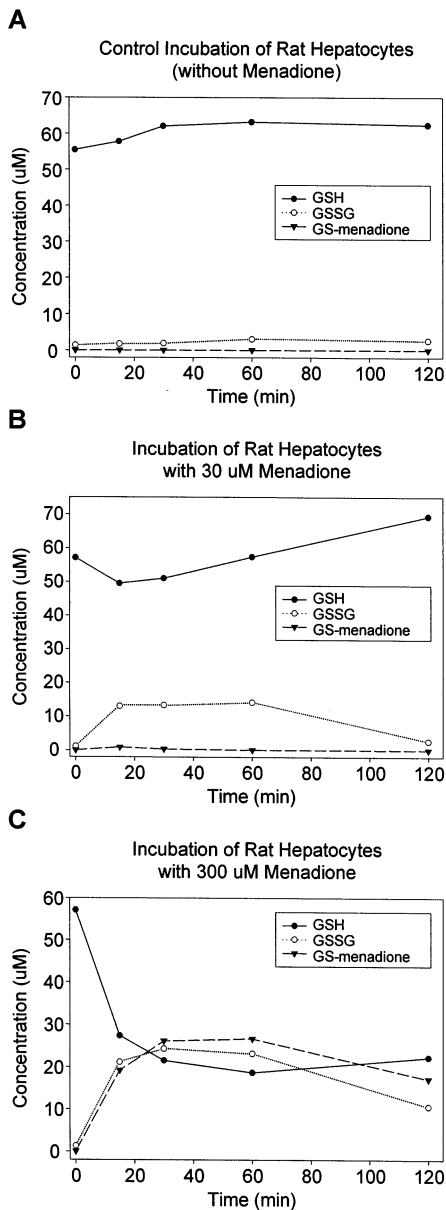 A
Control Incubation of Rat Hepatocytes
(without Menadione)
70
60
50
40
30
20
10
0
Concentration (uM)
GSH
GSSG
GS-menadione
0 20 40 60 80 100 120
Time (min)
B
Incubation of Rat Hepatocytes
with 30 uM Menadione
70
60
50
40
30
20
10
0
Concentration (uM)
GSH
GSSG
GS-menadione
0 20 40 60 80 100 120
Time (min)
C
Incubation of Rat Hepatocytes
with 300 uM Menadione
60
50
40
30
20
10
0
Concentration (uM)
GSH
GSSG
GS-menadione
0 20 40 60 80 100 120
Time (min)